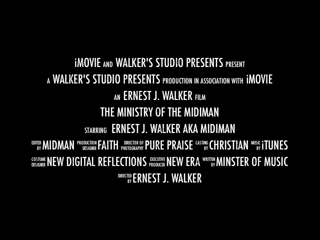 iMOVIE AND WALKER'S STUDIO PRESENTS PRESENT
A WALKER'S STUDIO PRESENTS PRODUCTION IN ASSOCIATION WITH iMOVIE
AN ERNEST J. WALKER FILM
THE MINISTRY OF THE MIDIMAN
STARRING ERNEST J. WALKER AKA MIDIMAN
EDITED BY MIDMAN PRODUCTION DESIGNER FAITH DIRECTOR OF PHOTOGRAPHY PURE PRAISE CASTING BY CHRISTIAN MUSIC BY iTUNES
COSTUME DESIGNER NEW DIGITAL REFLECTIONS EXECUTIVE PRODUCER NEW ERA WRITTEN BY MINSTER OF MUSIC
DIRECTED BY ERNEST J. WALKER